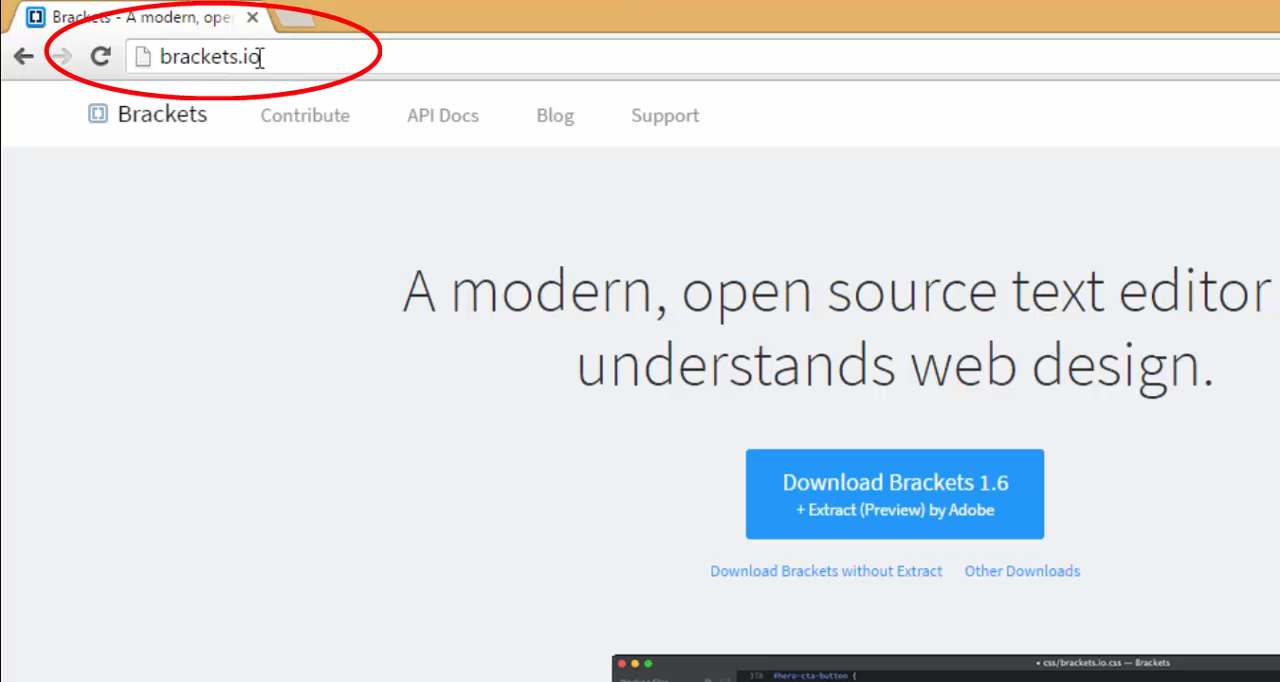 Brackets - A modern, ope
brackets.io
Brackets Contribute API Docs Blog Support
A modern, open source text editor
understands web design.
Download Brackets 1.6
+ Extract (Preview) by Adobe
Download Brackets without Extract Other Downloads
• css/brackets.io.css — Brackets
378 #hero-cta-button {